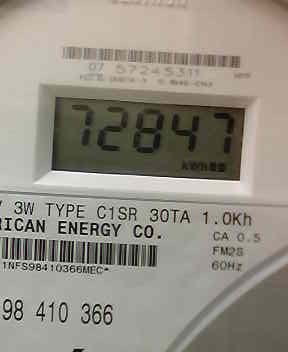 07 57245311
72847
kWh
3W TYPE C1SR 30TA 1.0Kh
RICAN ENERGY CO.
CA 0.5
FM2S
60Hz
1NFS98410366MEC*
98 410 366